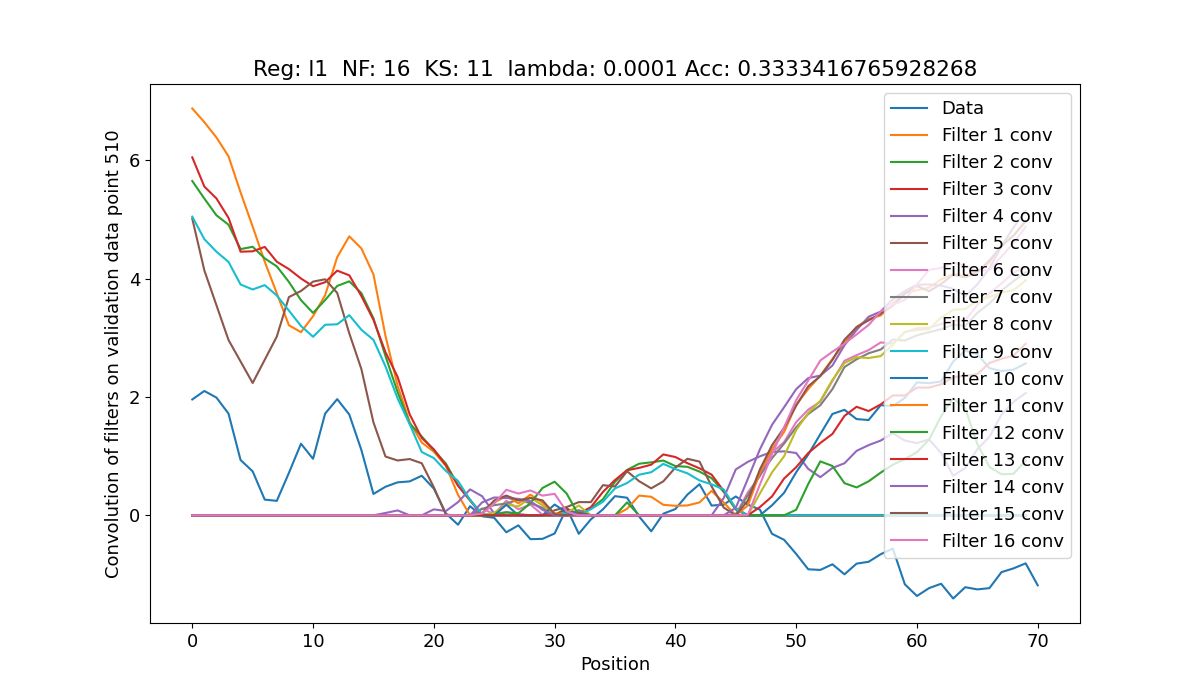 Reg: l1  NF: 16  KS: 11  lambda: 0.0001 Acc: 0.3333416765928268
Convolution of filters on validation data point 510
6
4
2
0
0 10 20 30 40 50 60 70
Position
Data
Filter 1 conv
Filter 2 conv
Filter 3 conv
Filter 4 conv
Filter 5 conv
Filter 6 conv
Filter 7 conv
Filter 8 conv
Filter 9 conv
Filter 10 conv
Filter 11 conv
Filter 12 conv
Filter 13 conv
Filter 14 conv
Filter 15 conv
Filter 16 conv